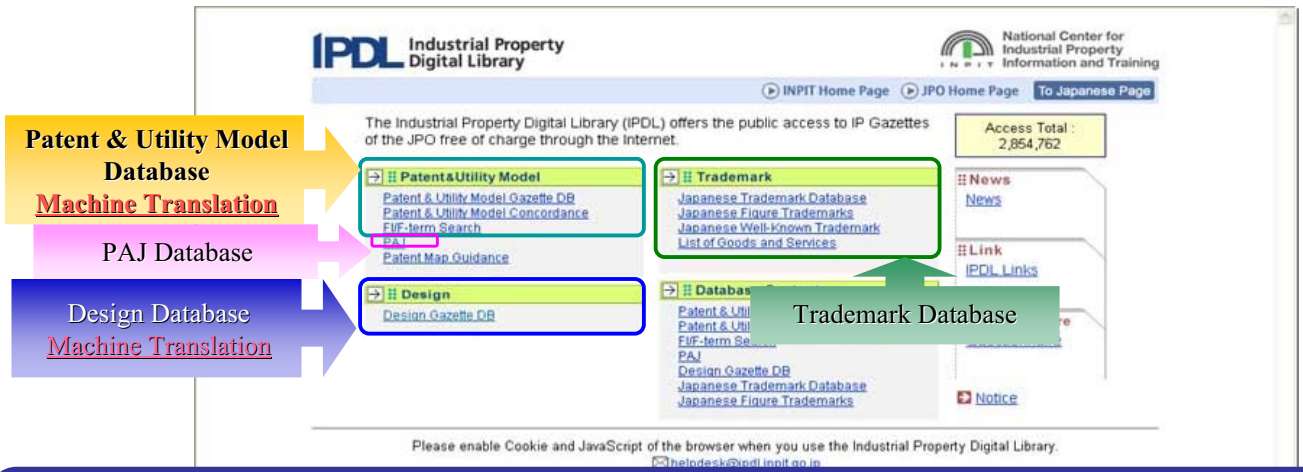 IPDL Industrial Property
Digital Library
National Center for
Industrial Property
INPIT Information and Training
INPIT Home Page JPO Home Page To Japanese Page
The Industrial Property Digital Library (IPDL) offers the public access to IP Gazettes
of the JPO free of charge through the Internet.
Access Total :
2,854,762
Patent & Utility Model
Database
Machine Translation
PAJ Database
Design Database
Machine Translation
Patent&Utility Model
Patent & Utility Model Gazette DB
Patent & Utility Model Concordance
FI/F-term Search
PAJ
Patent Map Guidance
Design
Design Gazette DB
Trademark
Japanese Trademark Database
Japanese Figure Trademarks
Japanese Well-Known Trademark
List of Goods and Services
Trademark Database
Patent & Uti
Patent & Util
FI/F-term Se
PAJ
Design Gazette DB
Japanese Trademark Database
Japanese Figure Trademarks
News
News
Link
IPDL Links
Notice
Please enable Cookie and JavaScript of the browser when you use the Industrial Property Digital Library.
helpdesk@ipdl.inpit.go.jp